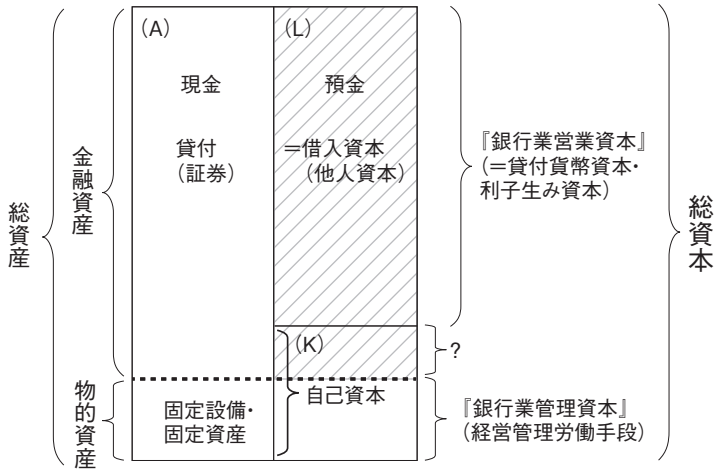 (A)
現金
貸付
(証券)
固定設備・
固定資産
(L)
預金
=借入資本
(他人資本)
(K)
自己資本
総資産
金融資産
物的資産
『銀行業営業資本』
(=貸付貨幣資本・
利子生み資本)
?
『銀行業管理資本』
(経営管理労働手段)
総資本